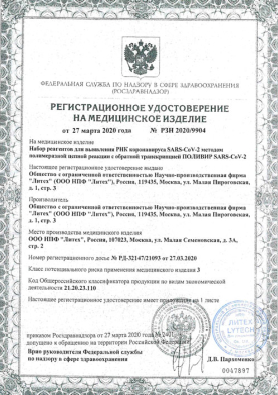 ФЕДЕРАЛЬНАЯ СЛУЖБА ПО НАДЗОРУ В СФЕРЕ ЗДРАВООХРАНЕНИЯ
(РОСЗДРАВНАДЗОР)
РЕГИСТРАЦИОННОЕ УДОСТОВЕРЕНИЕ
НА МЕДИЦИНСКОЕ ИЗДЕЛИЕ
от 27 марта 2020 года № РЗН 2020/9904
На медицинское изделие
Набор реагентов для выявления РНК коронавируса SARS-CoV-2 методом
полимеразной цепной реакции с обратной транскрипцией ПОЛИВИР SARS-CoV-2
Настоящее регистрационное удостоверение выдано
Общество с ограниченной ответственностью Научно-производственная фирма
"Литех" (ООО НПФ "Литех"), Россия, 119435, Москва, ул. Малая Пироговская,
д. 1, стр. 3
Производитель
Общество с ограниченной ответственностью Научно-производственная фирма
"Литех" (ООО НПФ "Литех"), Россия, 119435, Москва, ул. Малая Пироговская,
д. 1, стр. 3
Место производства медицинского изделия
ООО НПФ "Литех", Россия, 107023, Москва, ул. Малая Семеновская, д. 3А,
стр. 2
Номер регистрационного досье № РД-321-47/21093 от 27.03.2020
Класс потенциального риска применения медицинского изделия 3
Код Общероссийского классификатора продукции по видам экономической
деятельности 21.20.23.110
Настоящее регистрационное удостоверение имеет приложение на 1 листе
приказом Росздравнадзора от 27 марта 2020 года №
допущено к обращению на территории Российской Федерации.
Врио руководителя Федеральной службы
по надзору в сфере здравоохранения
Д.В. Пархоменко
0047897
ЛИТЕХ
LYTECH